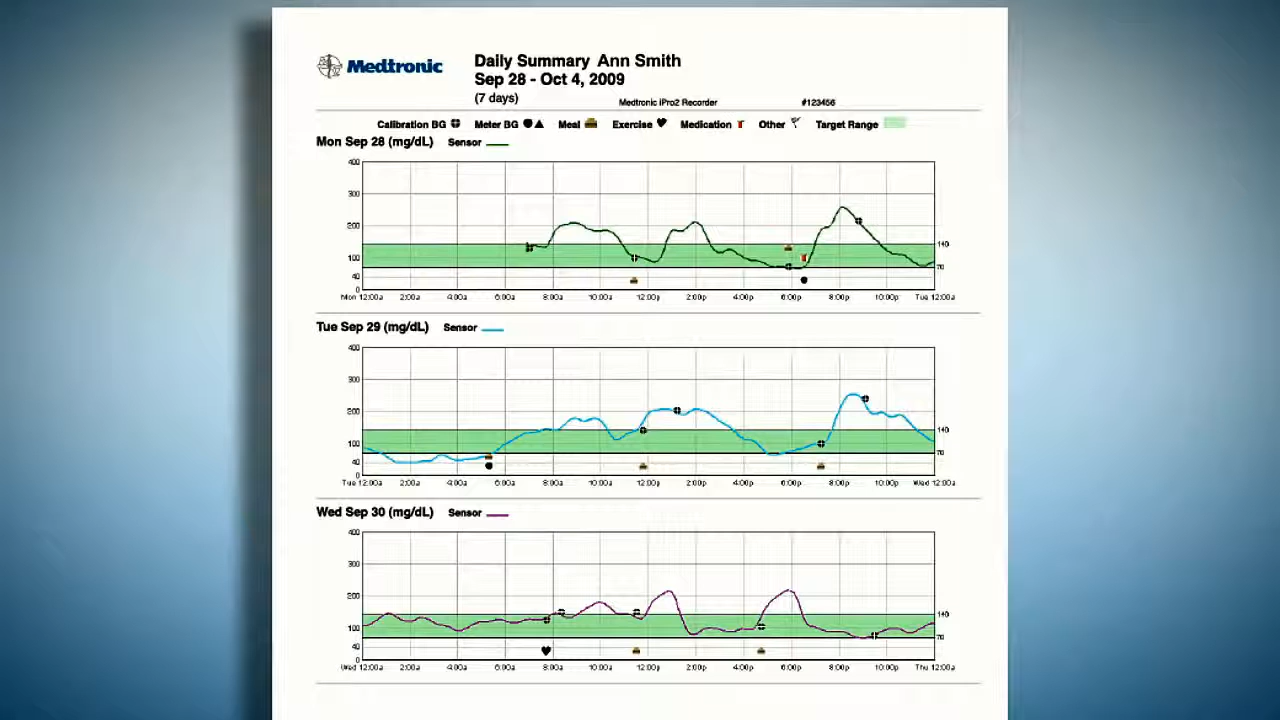 Medtronic
Daily Summary Ann Smith
Sep 28 - Oct 4, 2009
(7 days)
Medtronic iPro2 Recorder #123456
Calibration BG Meter BG Meal Exercise Medication Other Target Range
Mon Sep 28 (mg/dL) Sensor
400
300
200
140
100
70
40
0
Mon 12:00a 2:00a 4:00a 6:00a 8:00a 10:00a 12:00p 2:00p 4:00p 6:00p 8:00p 10:00p Tue 12:00a
Tue Sep 29 (mg/dL) Sensor
400
300
200
140
100
70
40
0
Tue 12:00a 2:00a 4:00a 6:00a 8:00a 10:00a 12:00p 2:00p 4:00p 6:00p 8:00p 10:00p Wed 12:00a
Wed Sep 30 (mg/dL) Sensor
400
300
200
140
100
70
40
0
Wed 12:00a 2:00a 4:00a 6:00a 8:00a 10:00a 12:00p 2:00p 4:00p 6:00p 8:00p 10:00p Thu 12:00a